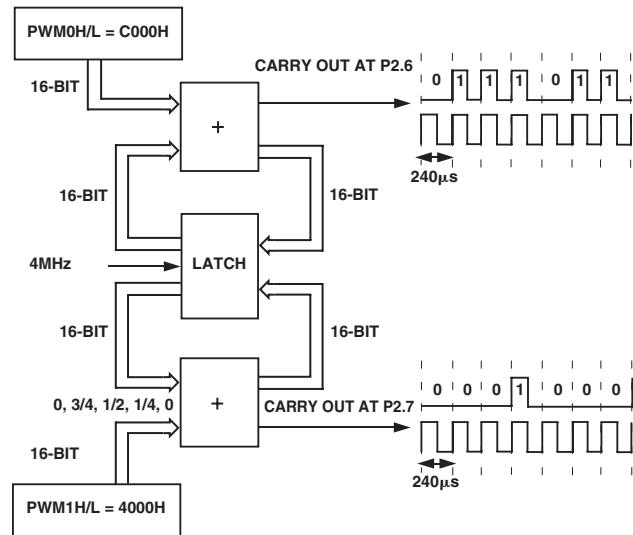 PWM0H/L = C000H
16-BIT
CARRY OUT AT P2.6
0 1 1 1 0 1 1
+
240μs
16-BIT
16-BIT
4MHz
LATCH
16-BIT
16-BIT
0, 3/4, 1/2, 1/4, 0
+
CARRY OUT AT P2.7
0 0 0 1 0 0 0
16-BIT
240μs
PWM1H/L = 4000H